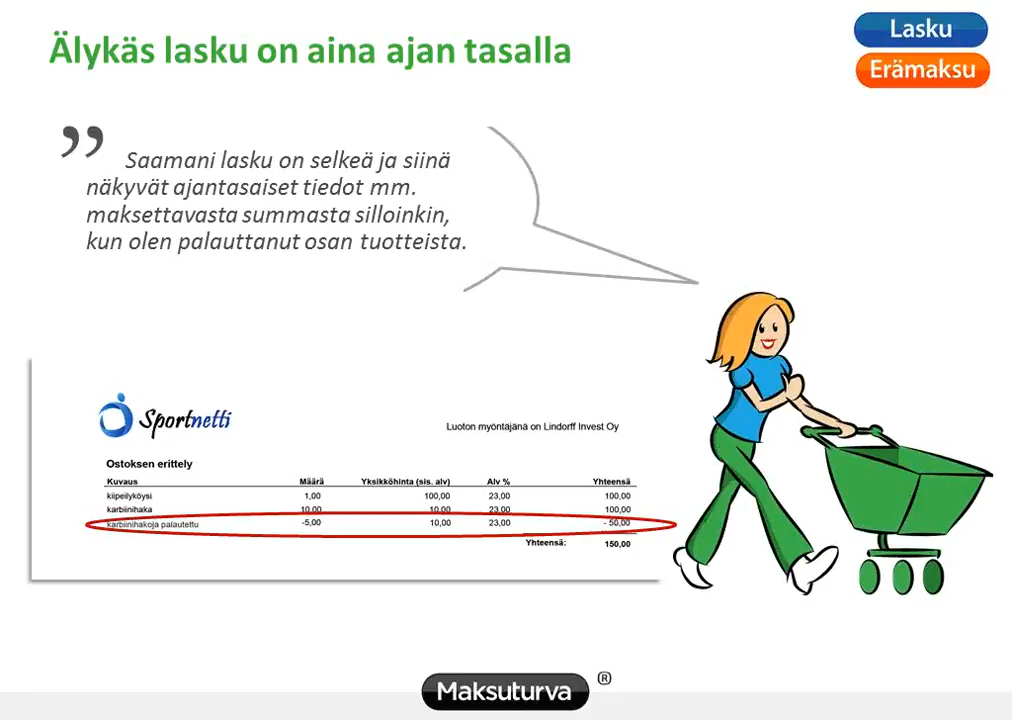 Älykäs lasku on aina ajan tasalla
Lasku
Erämaksu
” Saamani lasku on selkeä ja siinä
näkyvät ajantasaiset tiedot mm.
maksettavasta summasta silloinkin,
kun olen palauttanut osan tuotteista.
Sportnetti
Luoton myöntäjänä on Lindorff Invest Oy
Ostoksen erittely
Kuvaus Määrä Yksikköhinta (sis. alv) Alv % Yhteensä
kiipeilyköysi 1,00 100,00 23,00 100,00
karbiinihaka 10,00 10,00 23,00 100,00
karbiinihakoja palautettu -5,00 10,00 23,00 - 50,00
Yhteensä: 150,00
Maksuturva ®